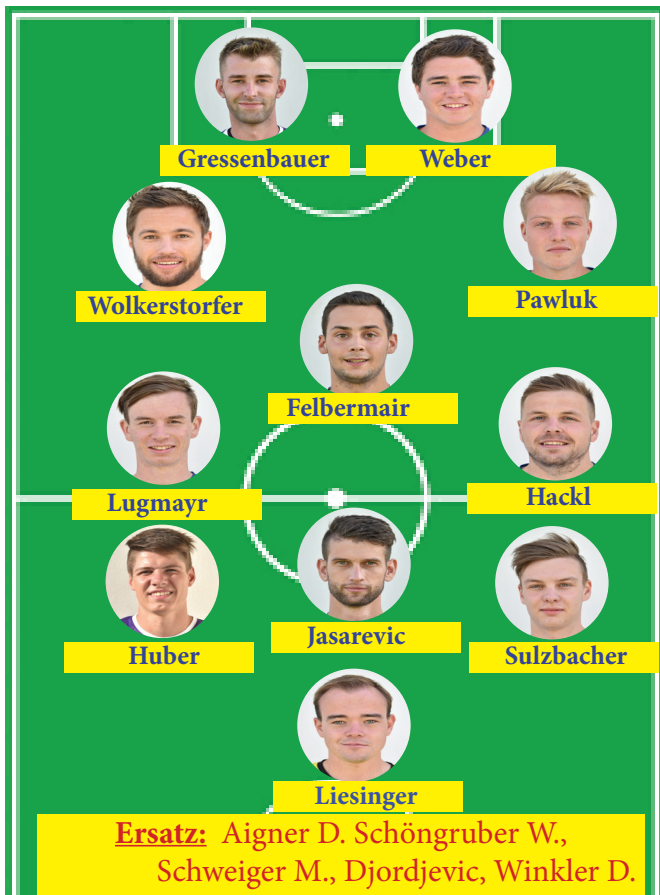 Gressenbauer
Weber
Wolkerstorfer
Pawluk
Felbermair
Lugmayr
Hackl
Huber
Jasarevic
Sulzbacher
Liesinger
Ersatz: Aigner D. Schöngruber W.,
Schweiger M., Djordjevic, Winkler D.